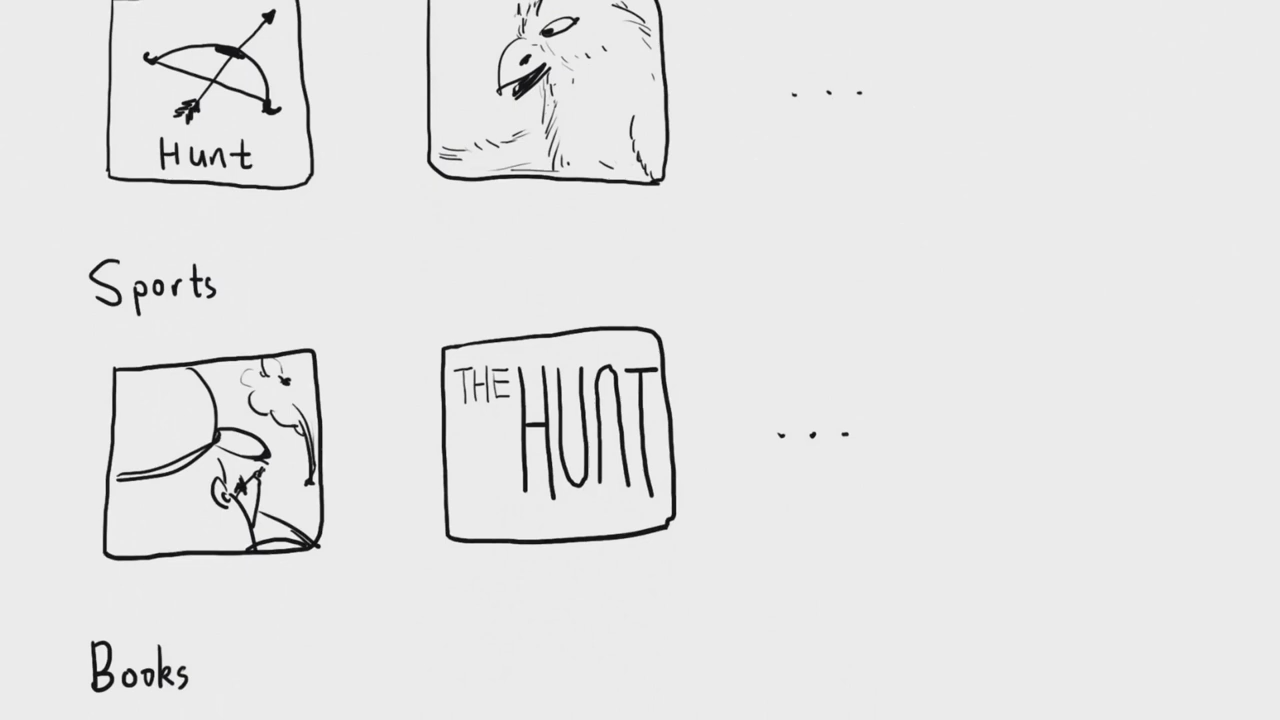 Hunt
. . .
Sports
THE HUNT
. . .
Books